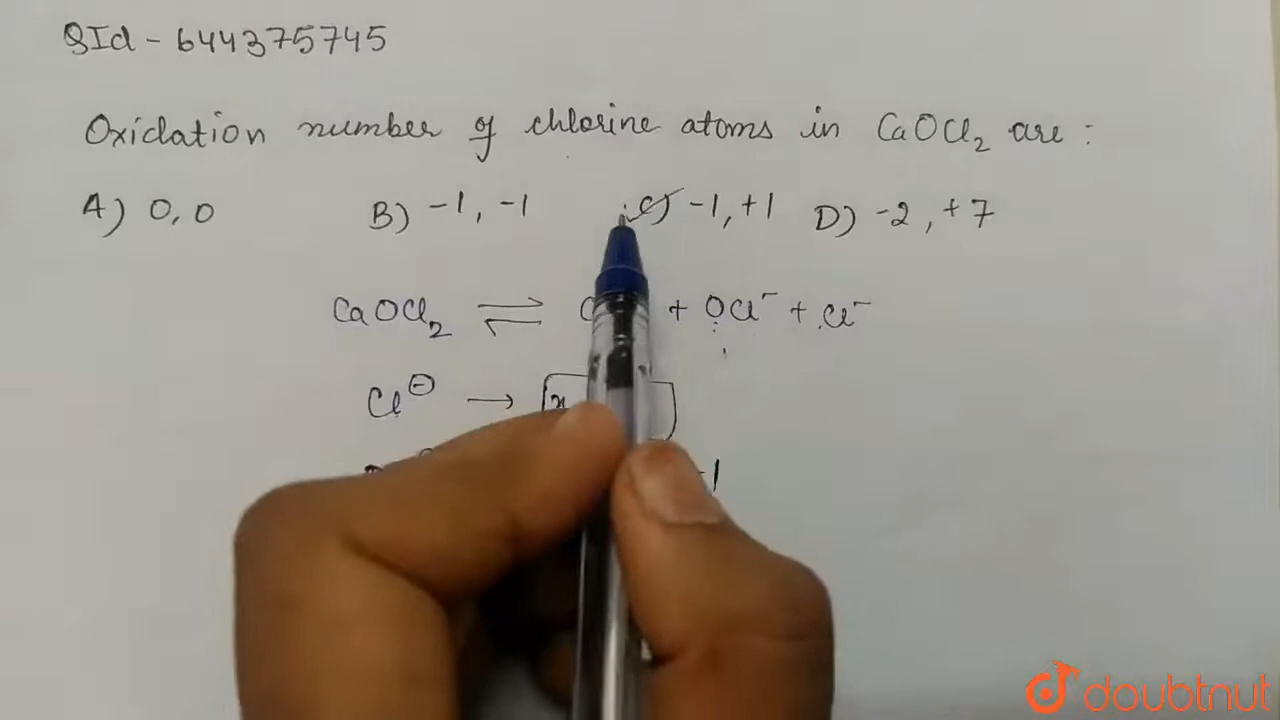 QId - 644375745
Oxidation number of chlorine atoms in CaOCl₂ are :
A) 0, 0 B) -1, -1 C) -1, +1 D) -2, +7
CaOCl₂ ⇌ + OCl⁻ + Cl⁻
Cl⊖ →
doubtnut